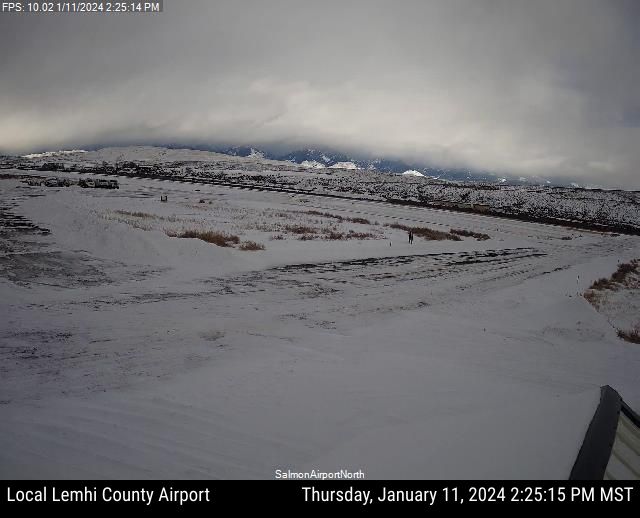 FPS: 10.02 1/11/2024 2:25:14 PM
SalmonAirportNorth
Local Lemhi County Airport Thursday, January 11, 2024 2:25:15 PM MST